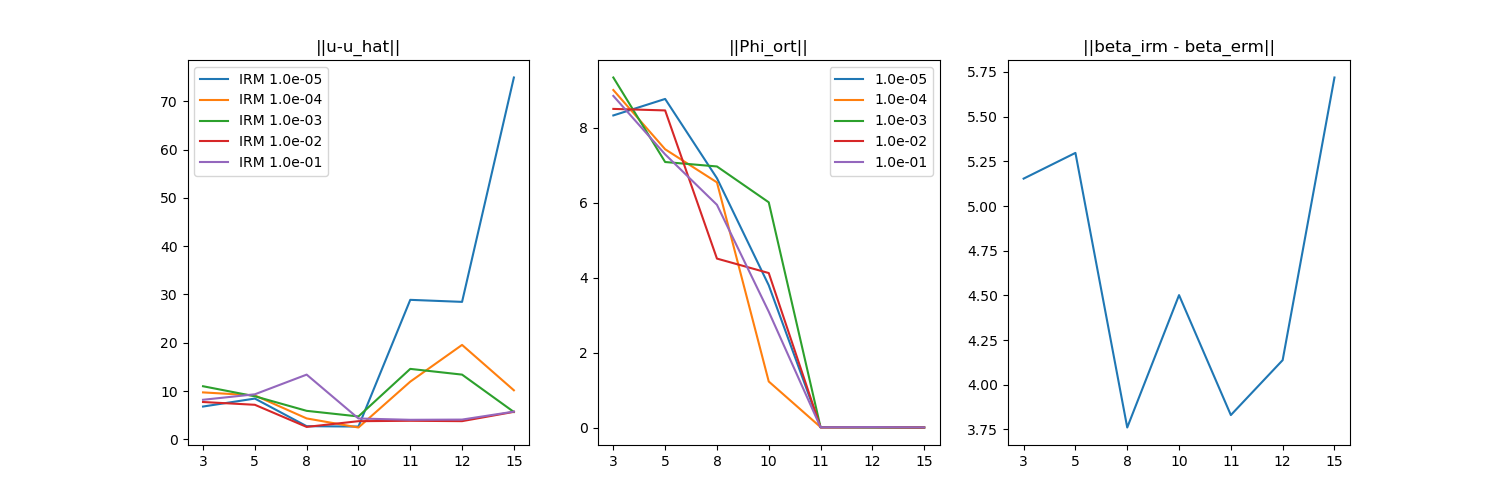 ||u-u_hat||
IRM 1.0e-05
IRM 1.0e-04
IRM 1.0e-03
IRM 1.0e-02
IRM 1.0e-01
70
60
50
40
30
20
10
0
3 5 8 10 11 12 15
||Phi_ort||
1.0e-05
1.0e-04
1.0e-03
1.0e-02
1.0e-01
8
6
4
2
0
3 5 8 10 11 12 15
||beta_irm - beta_erm||
5.75
5.50
5.25
5.00
4.75
4.50
4.25
4.00
3.75
3 5 8 10 11 12 15